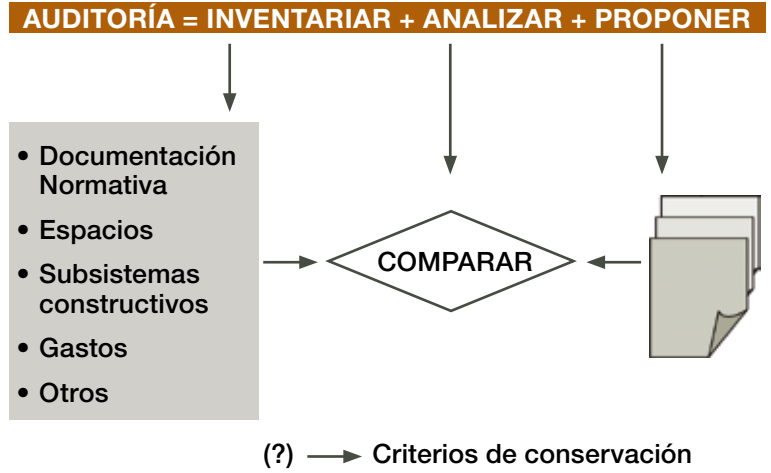 AUDITORÍA = INVENTARIAR + ANALIZAR + PROPONER
• Documentación
Normativa
• Espacios
• Subsistemas
constructivos
• Gastos
• Otros
COMPARAR
(?) → Criterios de conservación